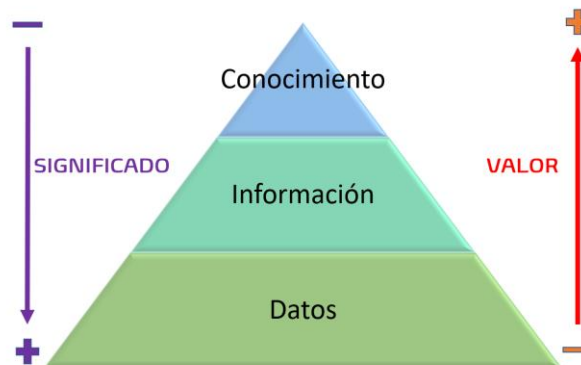 Conocimiento
SIGNIFICADO
VALOR
Información
Datos